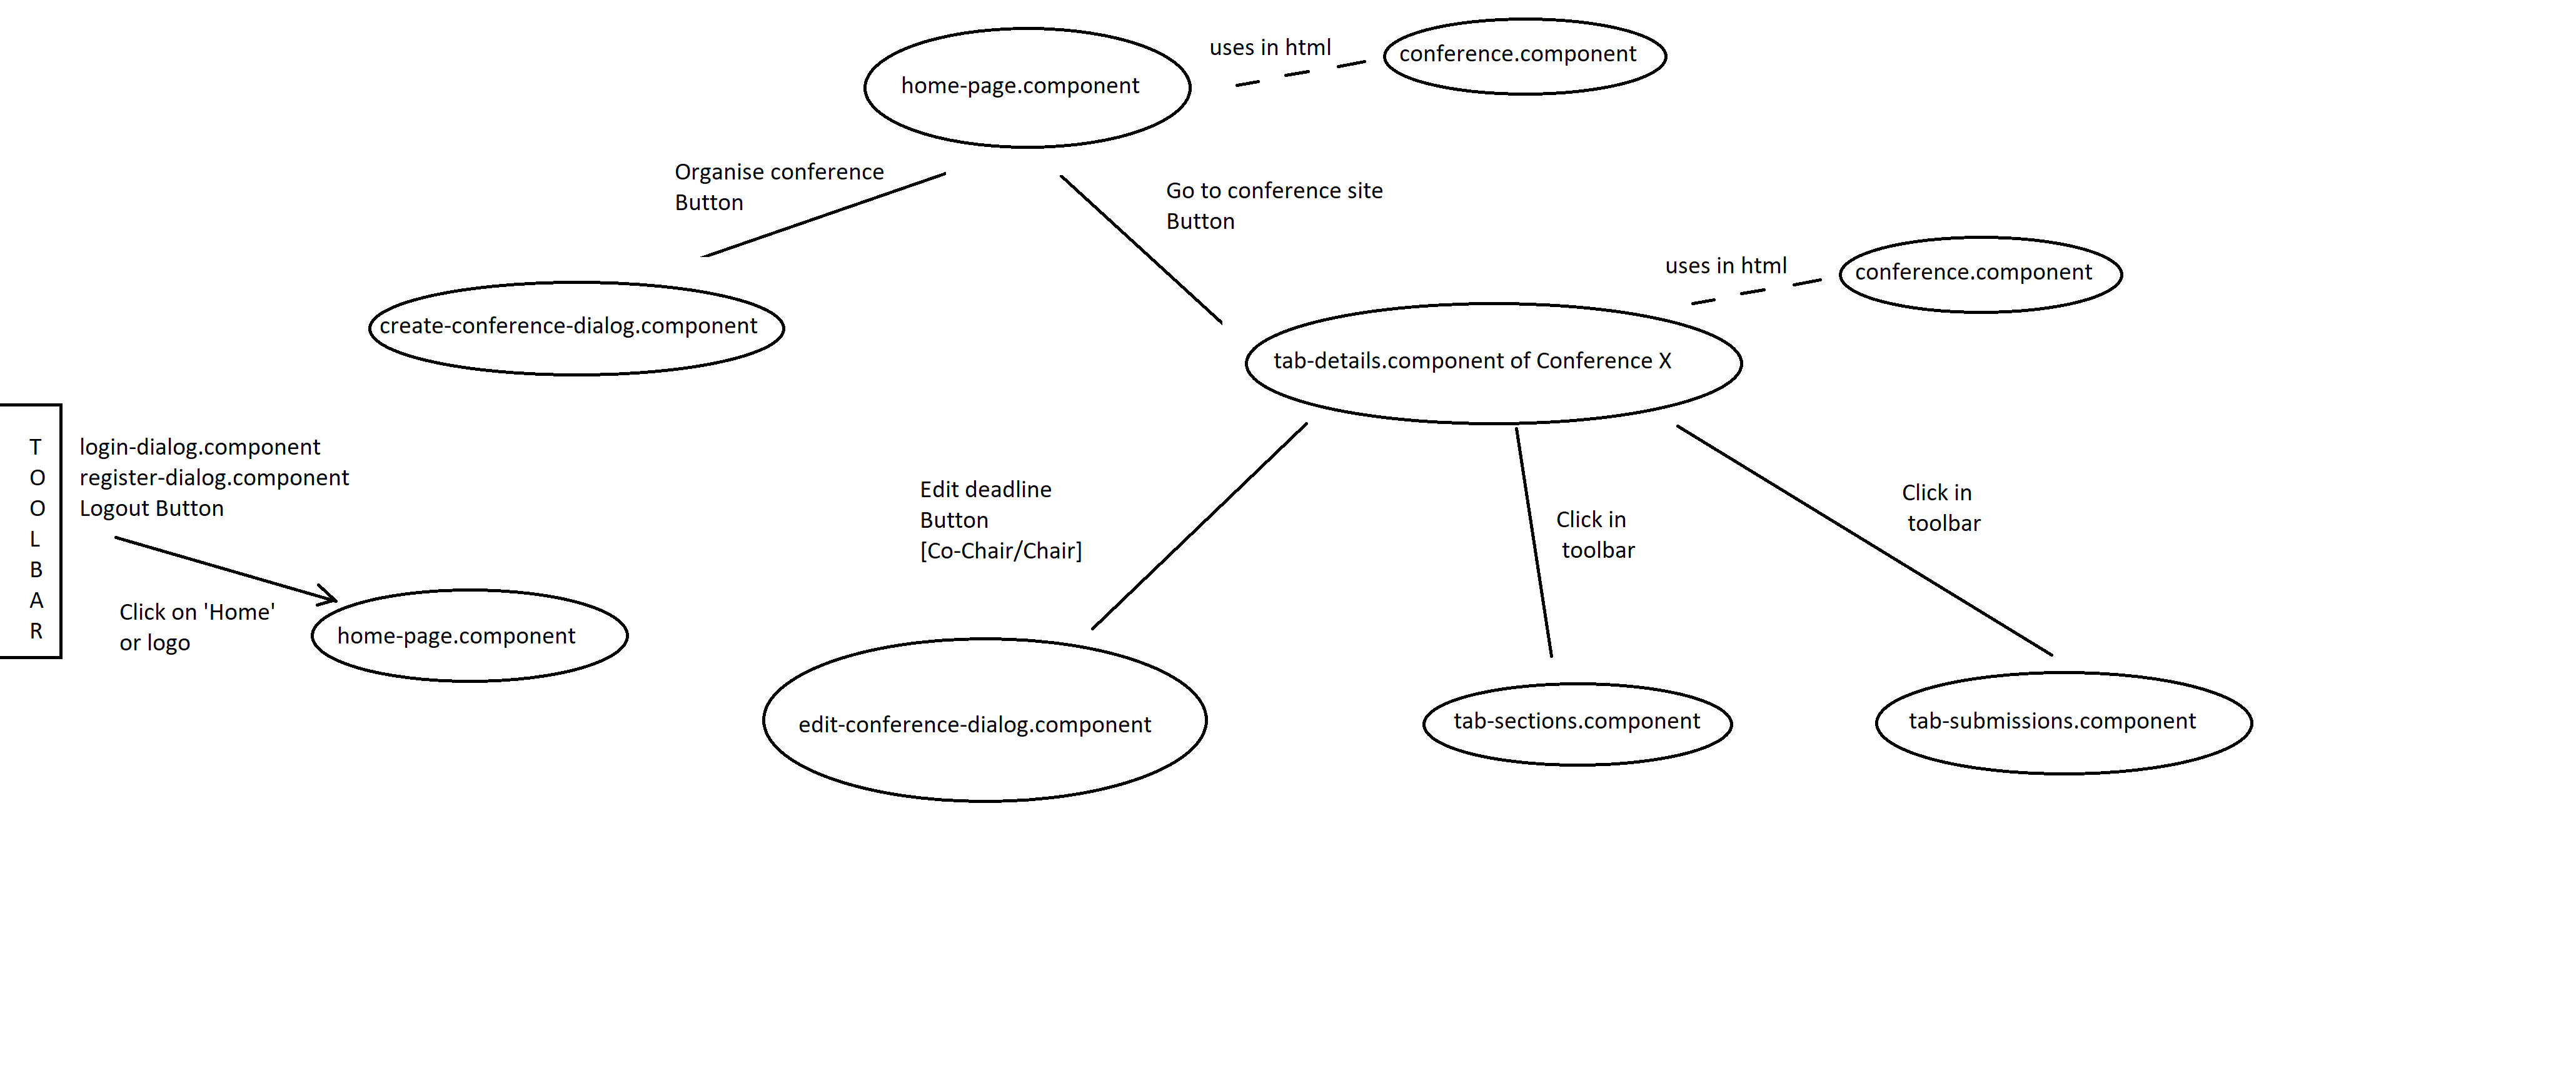 home-page.component
uses in html
conference.component
Organise conference
Button
Go to conference site
Button
create-conference-dialog.component
uses in html
conference.component
tab-details.component of Conference X
T
O
O
L
B
A
R
login-dialog.component
register-dialog.component
Logout Button
Click on 'Home'
or logo
home-page.component
Edit deadline
Button
[Co-Chair/Chair]
Click in
toolbar
Click in
toolbar
edit-conference-dialog.component
tab-sections.component
tab-submissions.component